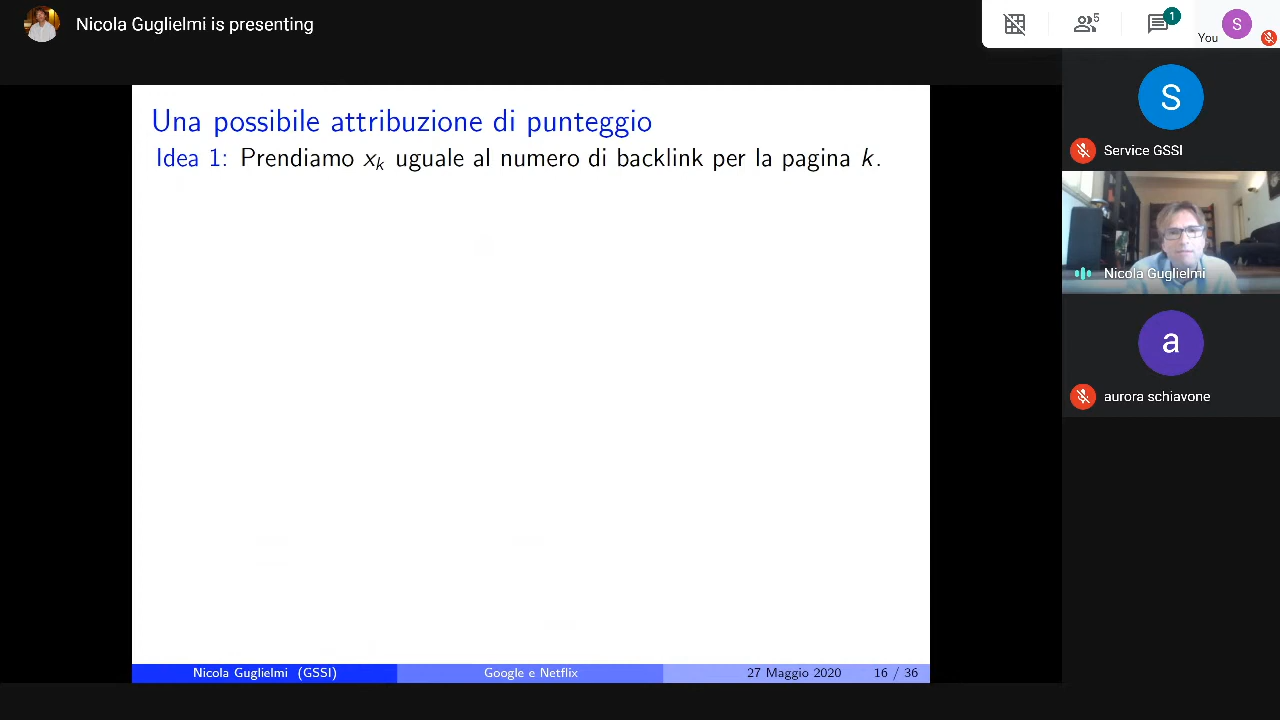 Nicola Guglielmi is presenting
5
1
You
S
S
Service GSSI
Nicola Guglielmi
a
aurora schiavone
Una possibile attribuzione di punteggio
Idea 1: Prendiamo xₖ uguale al numero di backlink per la pagina k.
Nicola Guglielmi (GSSI) Google e Netflix 27 Maggio 2020 16 / 36